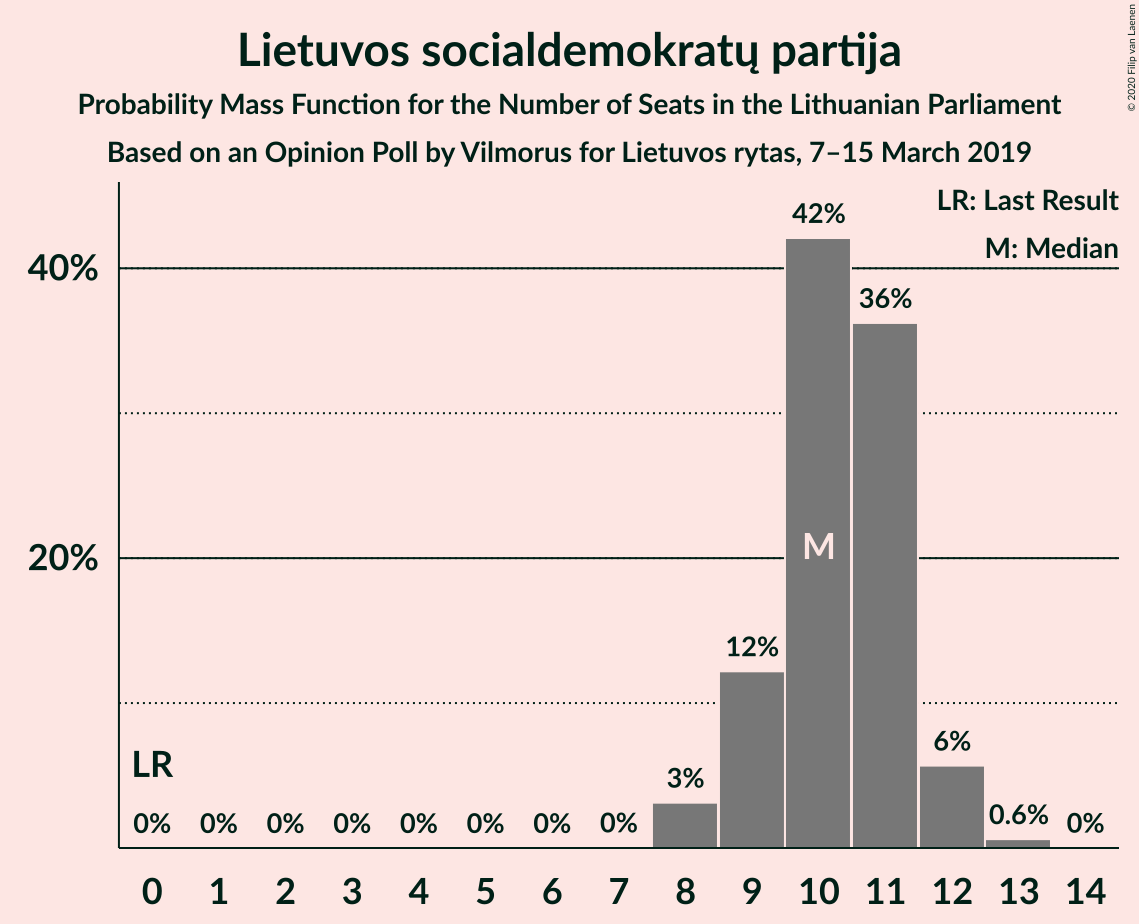 Lietuvos socialdemokratų partija
Probability Mass Function for the Number of Seats in the Lithuanian Parliament
Based on an Opinion Poll by Vilmorus for Lietuvos rytas, 7–15 March 2019
© 2020 Filip van Laenen
LR: Last Result
M: Median
42%
40%
36%
M
20%
12%
LR
6%
3%
0% 0% 0% 0% 0% 0% 0% 0% 0.6% 0%
0 1 2 3 4 5 6 7 8 9 10 11 12 13 14